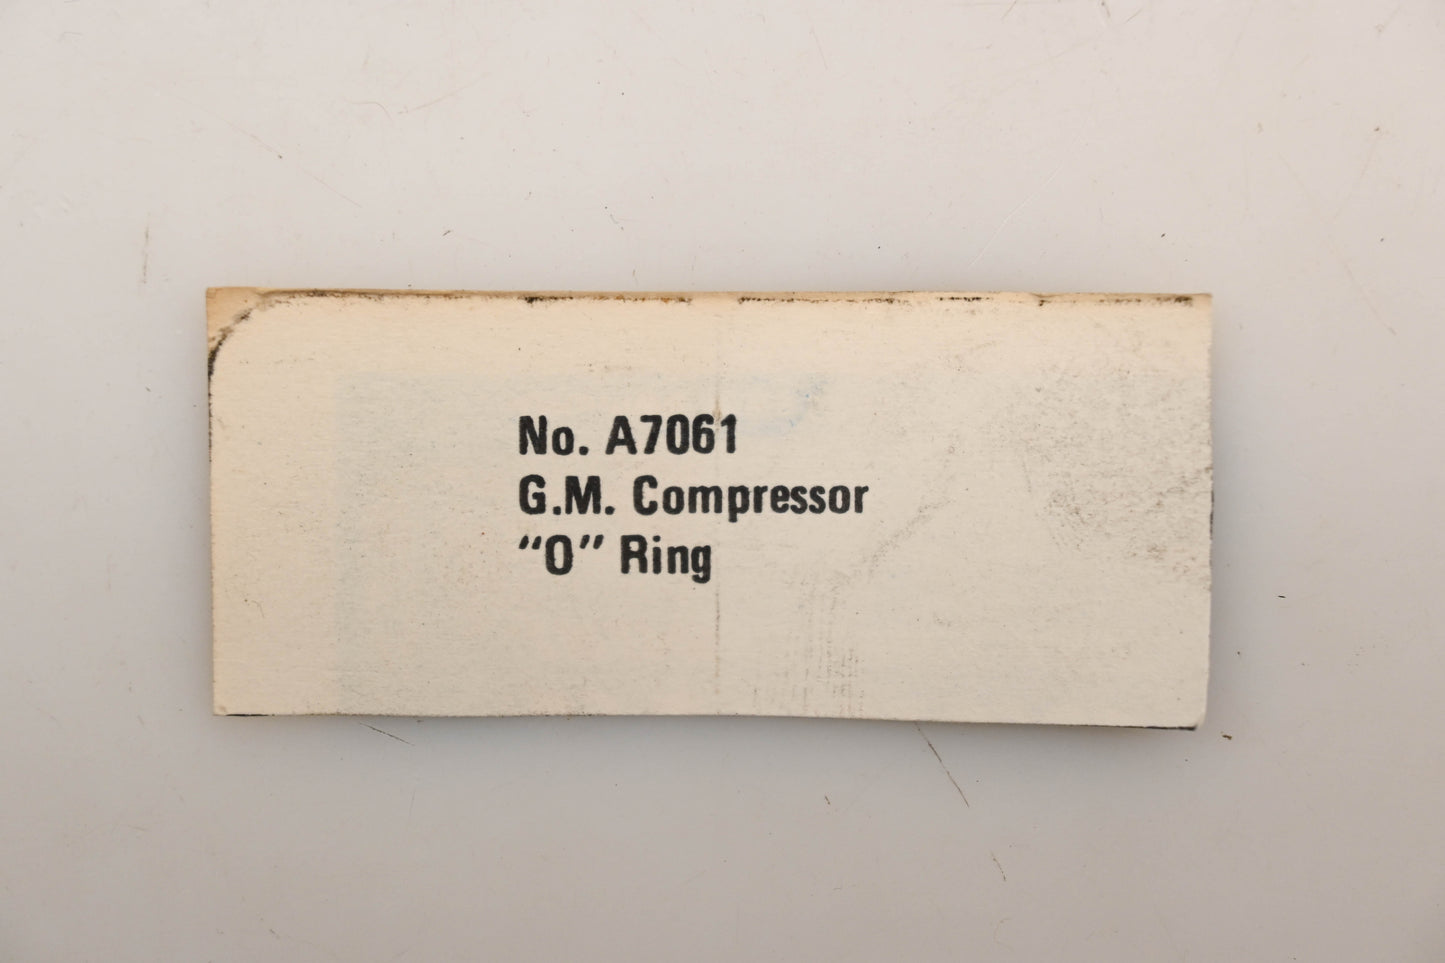 No. A7061
G.M. Compressor
“O” Ring